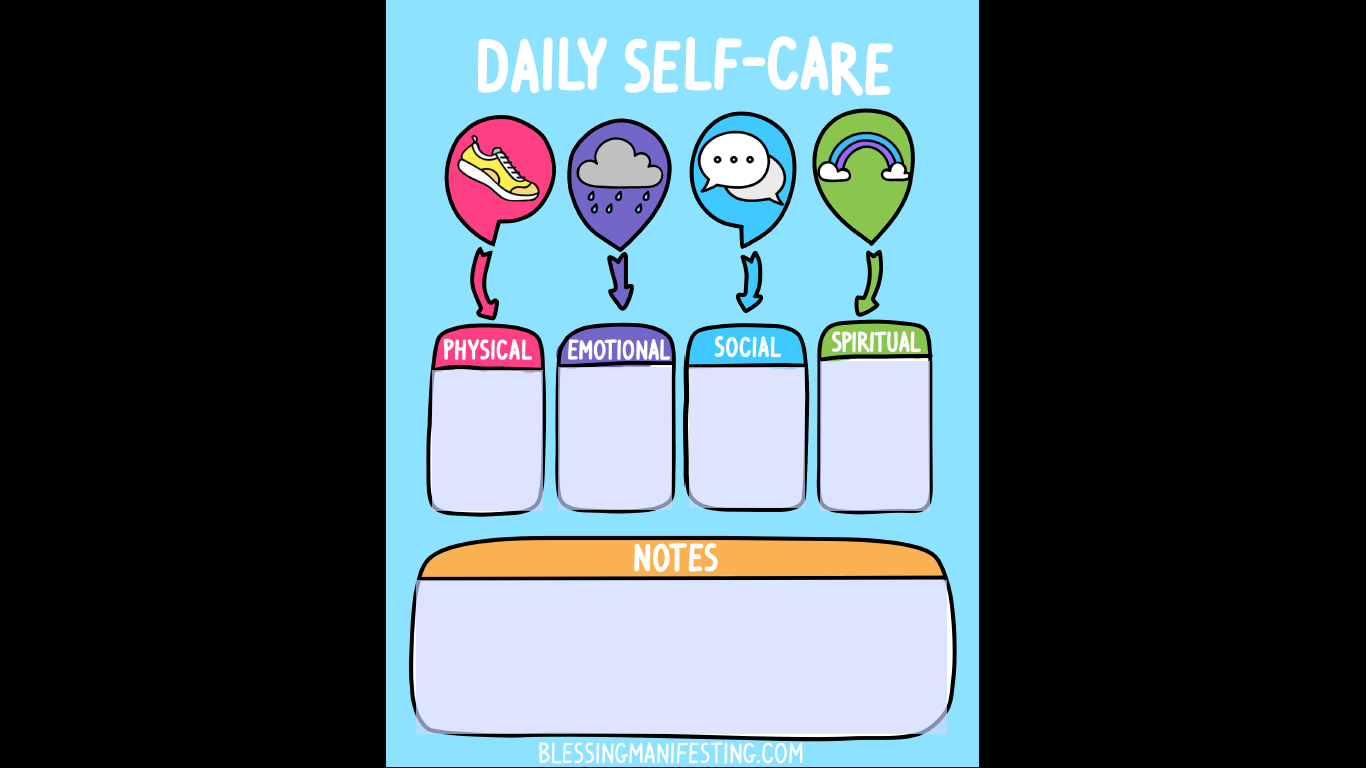 DAILY SELF-CARE
PHYSICAL
EMOTIONAL
SOCIAL
SPIRITUAL
NOTES
BLESSINGMANIFESTING.COM